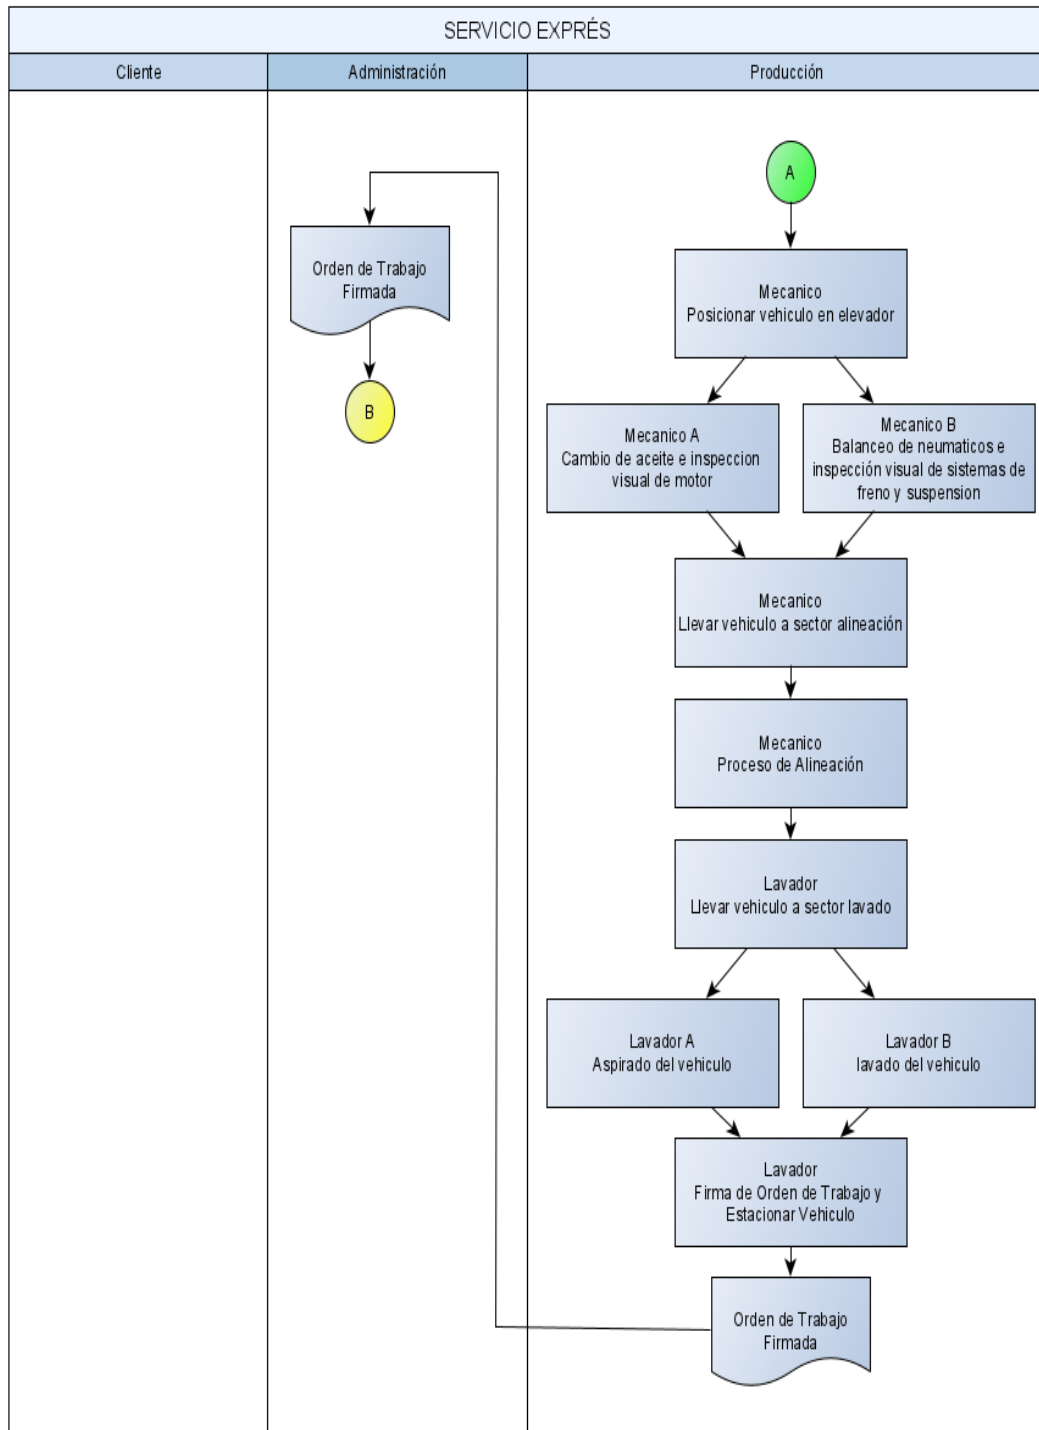 SERVICIO EXPRÉS
Cliente
Administración
Producción
A
Orden de Trabajo
Firmada
B
Mecanico
Posicionar vehiculo en elevador
Mecanico A
Cambio de aceite e inspeccion
visual de motor
Mecanico B
Balanceo de neumaticos e
inspección visual de sistemas de
freno y suspension
Mecanico
Llevar vehiculo a sector alineación
Mecanico
Proceso de Alineación
Lavador
Llevar vehiculo a sector lavado
Lavador A
Aspirado del vehiculo
Lavador B
lavado del vehiculo
Lavador
Firma de Orden de Trabajo y
Estacionar Vehiculo
Orden de Trabajo
Firmada